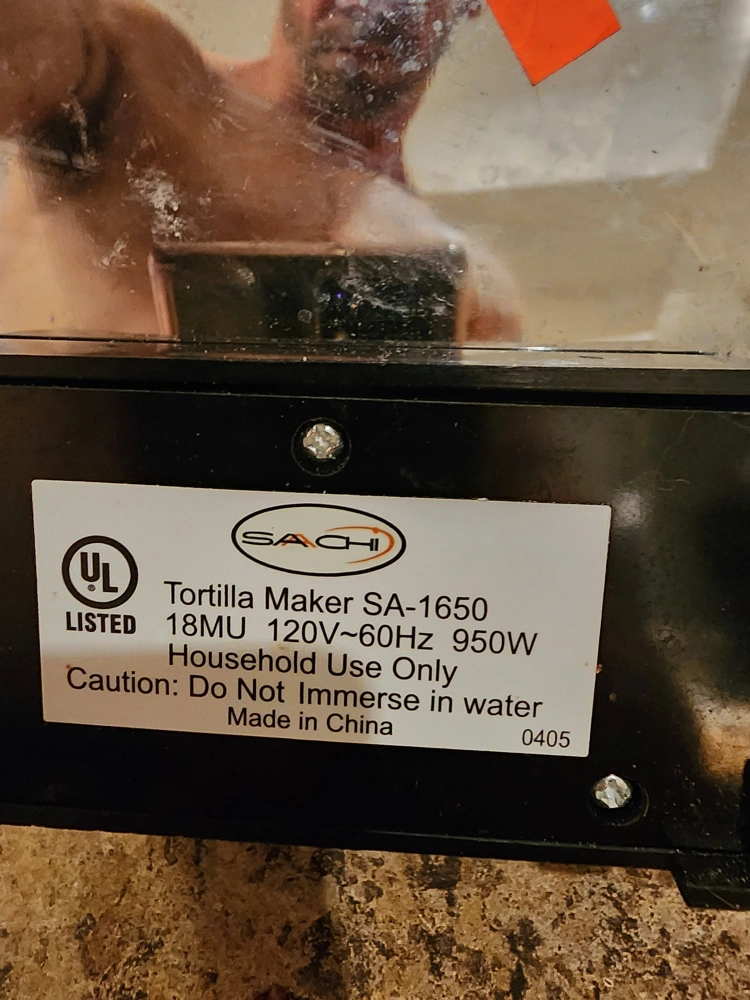 SAACHI
UL
LISTED
Tortilla Maker SA-1650
18MU 120V~60Hz 950W
Household Use Only
Caution: Do Not Immerse in water
Made in China
0405